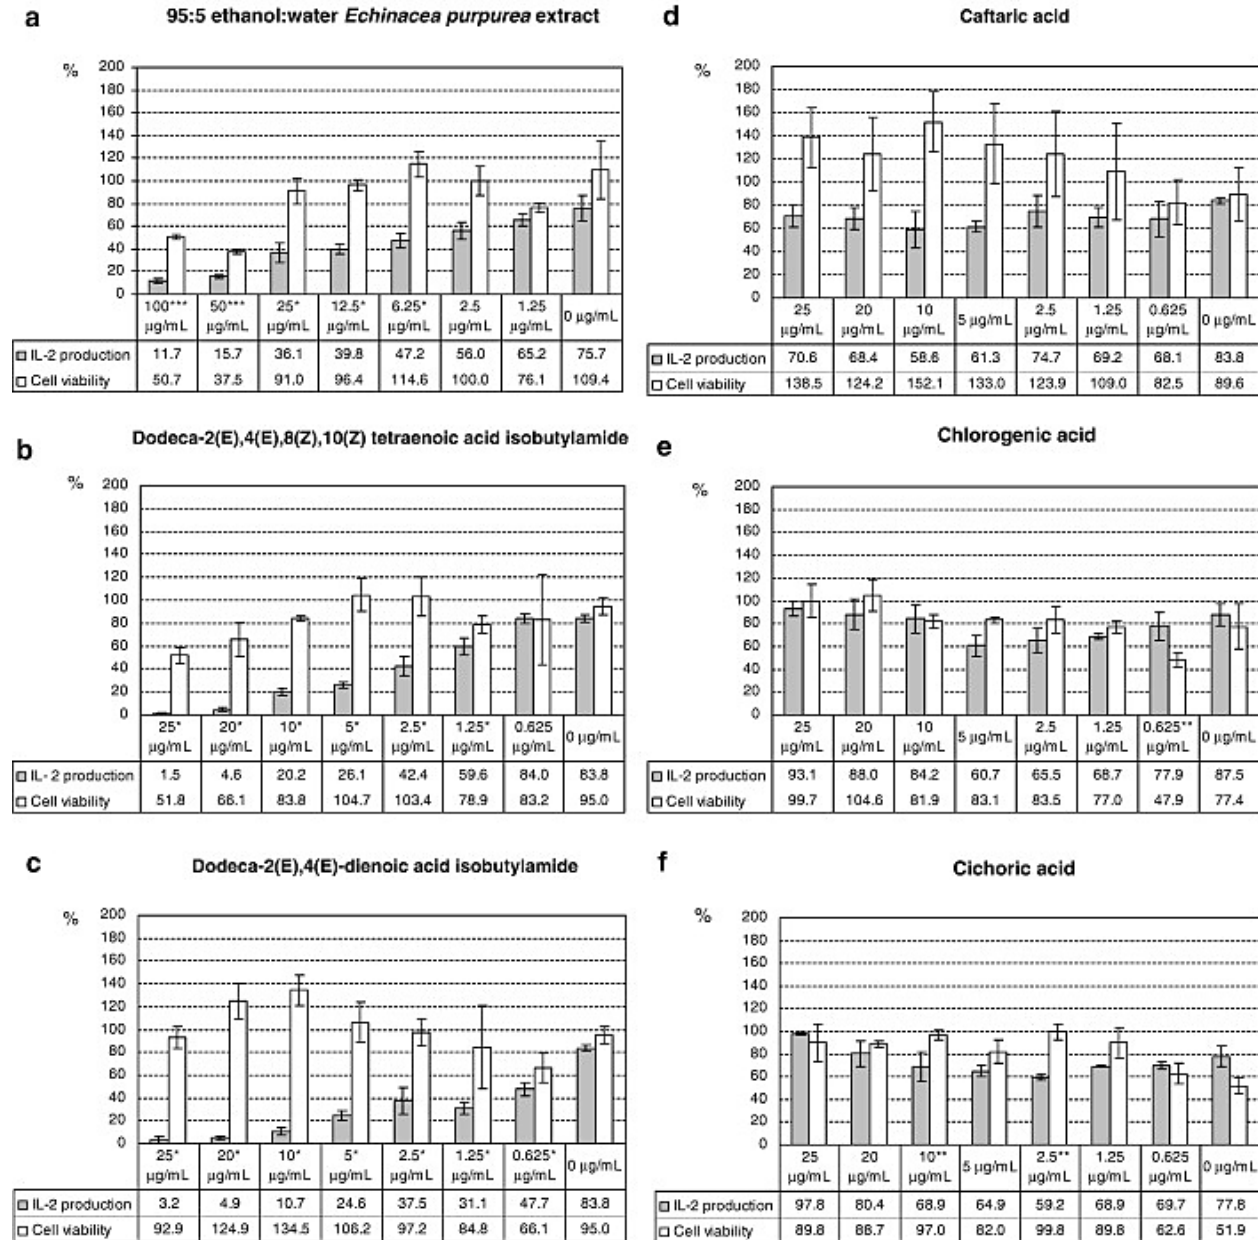 a
95:5 ethanol:water Echinacea purpurea extract
%
200
180
160
140
120
100
80
60
40
20
0
100*** µg/mL 50*** µg/mL 25* µg/mL 12.5* µg/mL 6.25* µg/mL 2.5 µg/mL 1.25 µg/mL 0 µg/mL
IL-2 production 11.7 15.7 36.1 39.8 47.2 56.0 65.2 75.7
Cell viability 50.7 37.5 91.0 96.4 114.6 100.0 76.1 109.4
b
Dodeca-2(E),4(E),8(Z),10(Z) tetraenoic acid isobutylamide
%
200
180
160
140
120
100
80
60
40
20
0
25* µg/mL 20* µg/mL 10* µg/mL 5* µg/mL 2.5* µg/mL 1.25* µg/mL 0.625 µg/mL 0 µg/mL
IL- 2 production 1.5 4.6 20.2 26.1 42.4 59.6 84.0 83.8
Cell viability 51.8 66.1 83.8 104.7 103.4 78.9 83.2 95.0
c
Dodeca-2(E),4(E)-dienoic acid isobutylamide
%
200
180
160
140
120
100
80
60
40
20
0
25* µg/mL 20* µg/mL 10* µg/mL 5* µg/mL 2.5* µg/mL 1.25* µg/mL 0.625* µg/mL 0 µg/mL
IL-2 production 3.2 4.9 10.7 24.6 37.5 31.1 47.7 83.8
Cell viability 92.9 124.9 134.5 106.2 97.2 84.8 66.1 95.0
d
Caftaric acid
%
200
180
160
140
120
100
80
60
40
20
0
25 µg/mL 20 µg/mL 10 µg/mL 5 µg/mL 2.5 µg/mL 1.25 µg/mL 0.625 µg/mL 0 µg/mL
IL-2 production 70.6 68.4 58.6 61.3 74.7 69.2 68.1 83.8
Cell viability 138.5 124.2 152.1 133.0 123.9 109.0 82.5 89.6
e
Chlorogenic acid
%
200
180
160
140
120
100
80
60
40
20
0
25 µg/mL 20 µg/mL 10 µg/mL 5 µg/mL 2.5 µg/mL 1.25 µg/mL 0.625** µg/mL 0 µg/mL
IL-2 production 93.1 88.0 84.2 60.7 65.5 68.7 77.9 87.5
Cell viability 99.7 104.6 81.9 83.1 83.5 77.0 47.9 77.4
f
Cichoric acid
%
200
180
160
140
120
100
80
60
40
20
0
25 µg/mL 20 µg/mL 10** µg/mL 5 µg/mL 2.5** µg/mL 1.25 µg/mL 0.625 µg/mL 0 µg/mL
IL-2 production 97.8 80.4 68.9 64.9 59.2 68.9 69.7 77.8
Cell viability 89.8 88.7 97.0 82.0 99.8 89.8 62.6 51.9